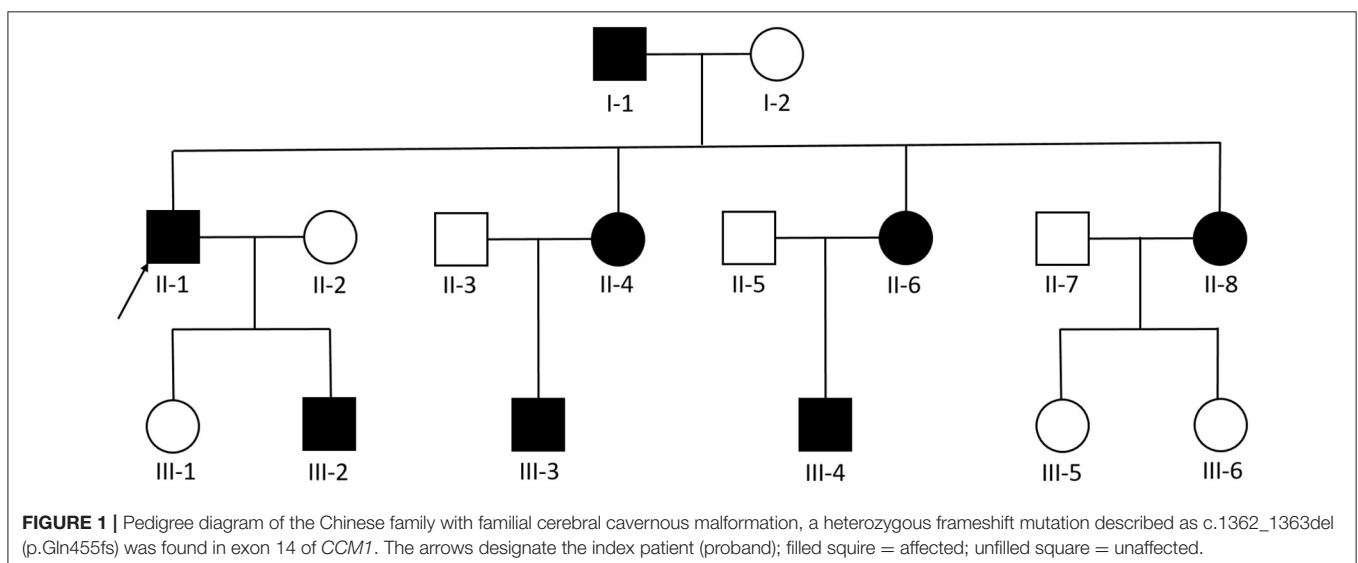 I-1 I-2
II-1 II-2 II-3 II-4 II-5 II-6 II-7 II-8
III-1 III-2 III-3 III-4 III-5 III-6
FIGURE 1 | Pedigree diagram of the Chinese family with familial cerebral cavernous malformation, a heterozygous frameshift mutation described as c.1362_1363del
(p.Gln455fs) was found in exon 14 of CCM1. The arrows designate the index patient (proband); filled squire = affected; unfilled square = unaffected.